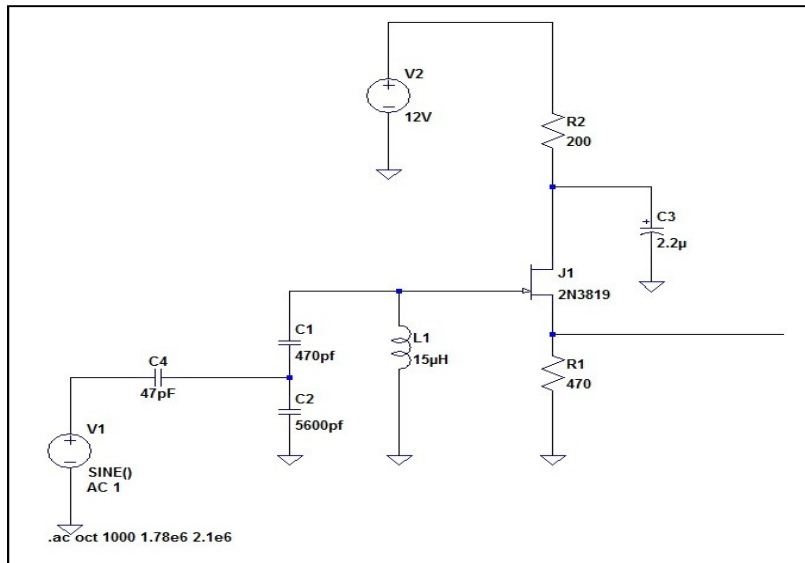 V2
12V
R2
200
C3
2.2µ
J1
2N3819
C1
470pf
L1
15µH
R1
470
C4
47pF
C2
5600pf
V1
SINE()
AC 1
.ac oct 1000 1.78e6 2.1e6